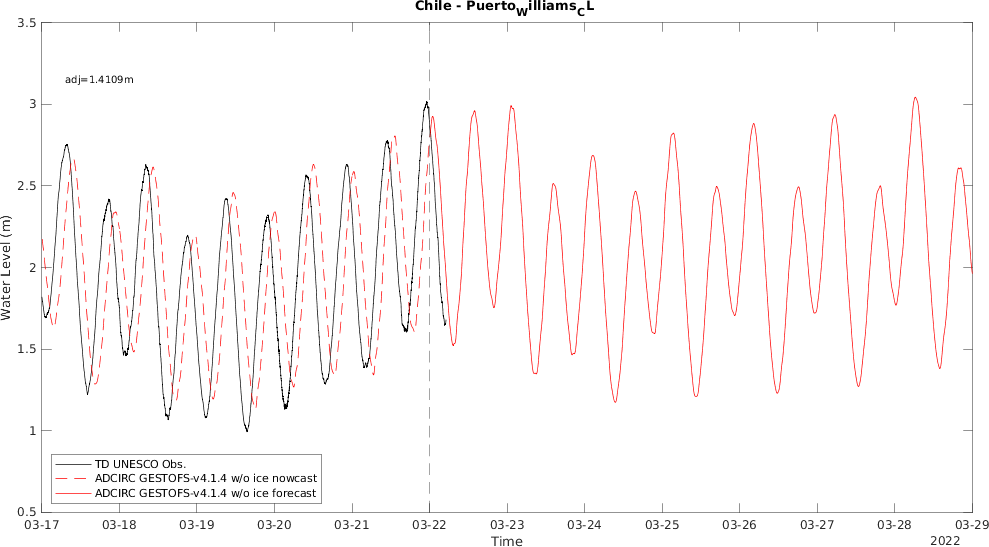 Chile - PuertoWilliamsCL
3.5
adj=1.4109m
3
2.5
2
Water Level (m)
1.5
1
TD UNESCO Obs.
ADCIRC GESTOFS-v4.1.4 w/o ice nowcast
ADCIRC GESTOFS-v4.1.4 w/o ice forecast
0.5
03-17 03-18 03-19 03-20 03-21 03-22 03-23 03-24 03-25 03-26 03-27 03-28 03-29
Time
2022